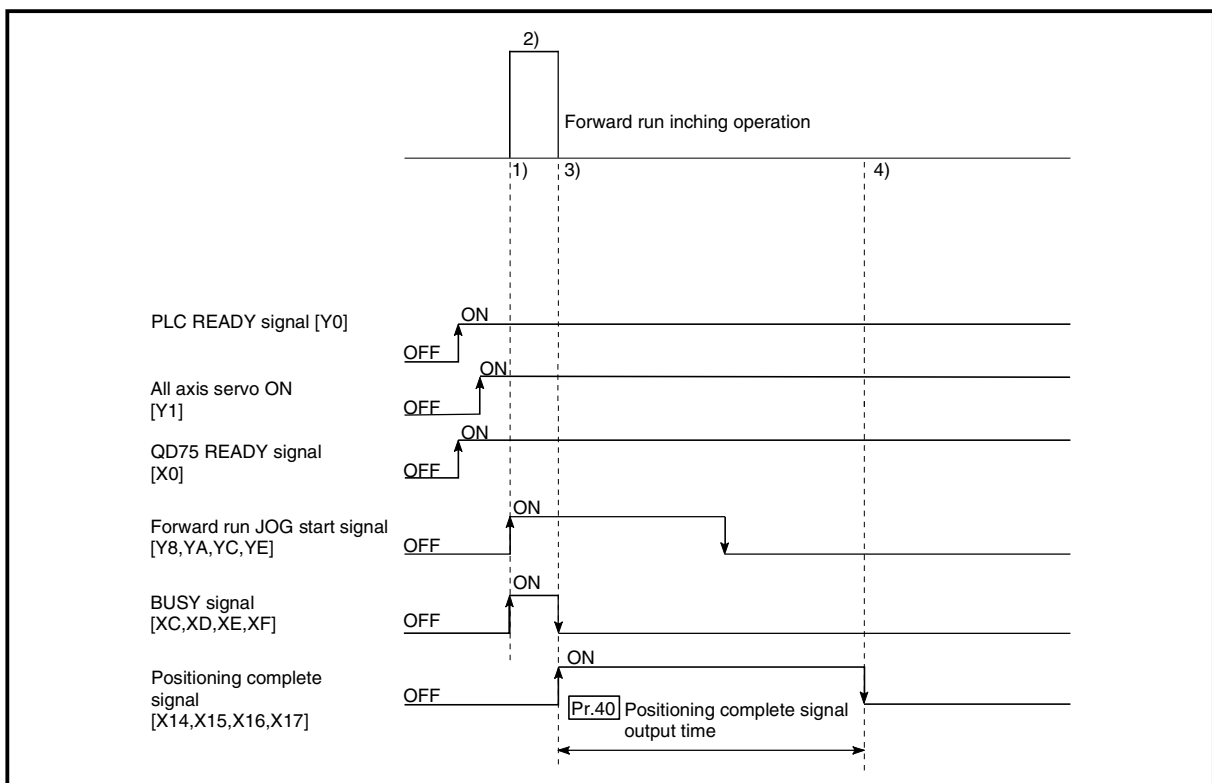 2)
Forward run inching operation
1) 3) 4)
PLC READY signal [Y0]
ON
OFF
All axis servo ON
[Y1]
ON
OFF
QD75 READY signal
[X0]
ON
OFF
Forward run JOG start signal
[Y8,YA,YC,YE]
ON
OFF
BUSY signal
[XC,XD,XE,XF]
ON
OFF
Positioning complete
signal
[X14,X15,X16,X17]
ON
OFF
Pr.40 Positioning complete signal
output time